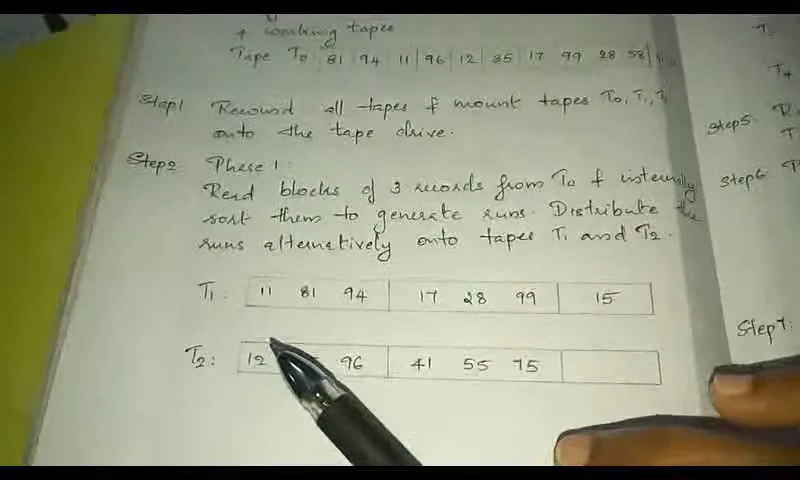 4 working tapes
Tape T0 81 94 11 96 12 35 17 99 28 58
Step1 Rewound all tapes & mount tapes T0, T1, T2
onto the tape drive.
Step2 Phase 1:
Read blocks of 3 records from T0 & internally
sort them to generate runs. Distribute the
runs alternatively onto tapes T1 and T2.
T1: 11 81 94 17 28 99 15
T2: 12 96 41 55 75
T4
Step5:
Step6:
Step7: